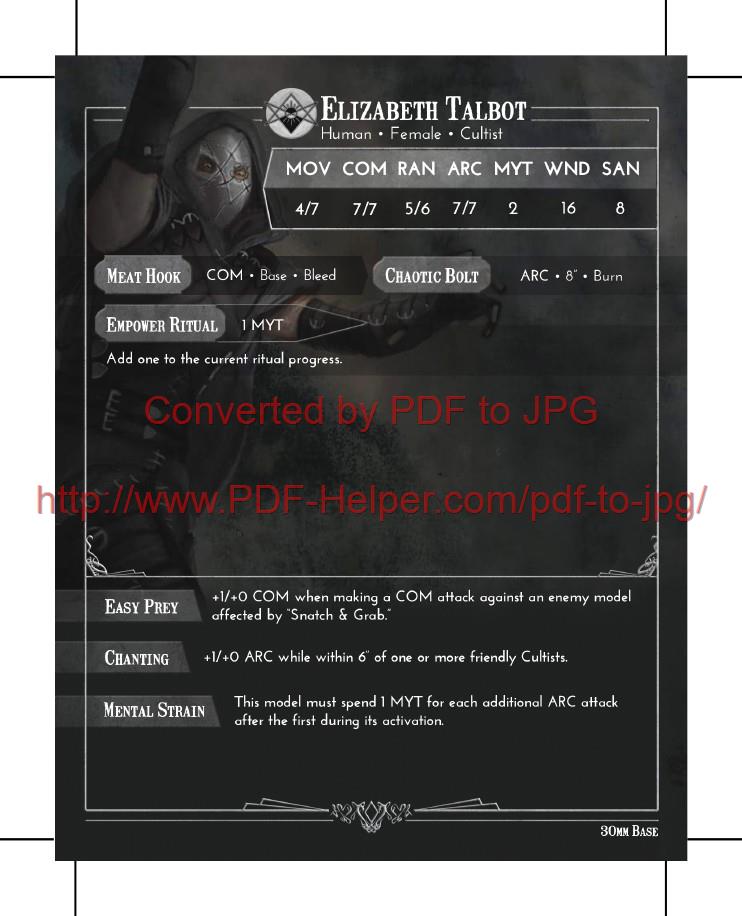 Elizabeth Talbot
Human • Female • Cultist
MOV COM RAN ARC MYT WND SAN
4/7 7/7 5/6 7/7 2 16 8
Meat Hook COM • Base • Bleed Chaotic Bolt ARC • 8" • Burn
Empower Ritual 1 MYT
Add one to the current ritual progress.
Converted by PDF to JPG
http://www.PDF-Helper.com/pdf-to-jpg/
Easy Prey +1/+0 COM when making a COM attack against an enemy model
affected by "Snatch & Grab."
Chanting +1/+0 ARC while within 6" of one or more friendly Cultists.
Mental Strain This model must spend 1 MYT for each additional ARC attack
after the first during its activation.
30mm Base